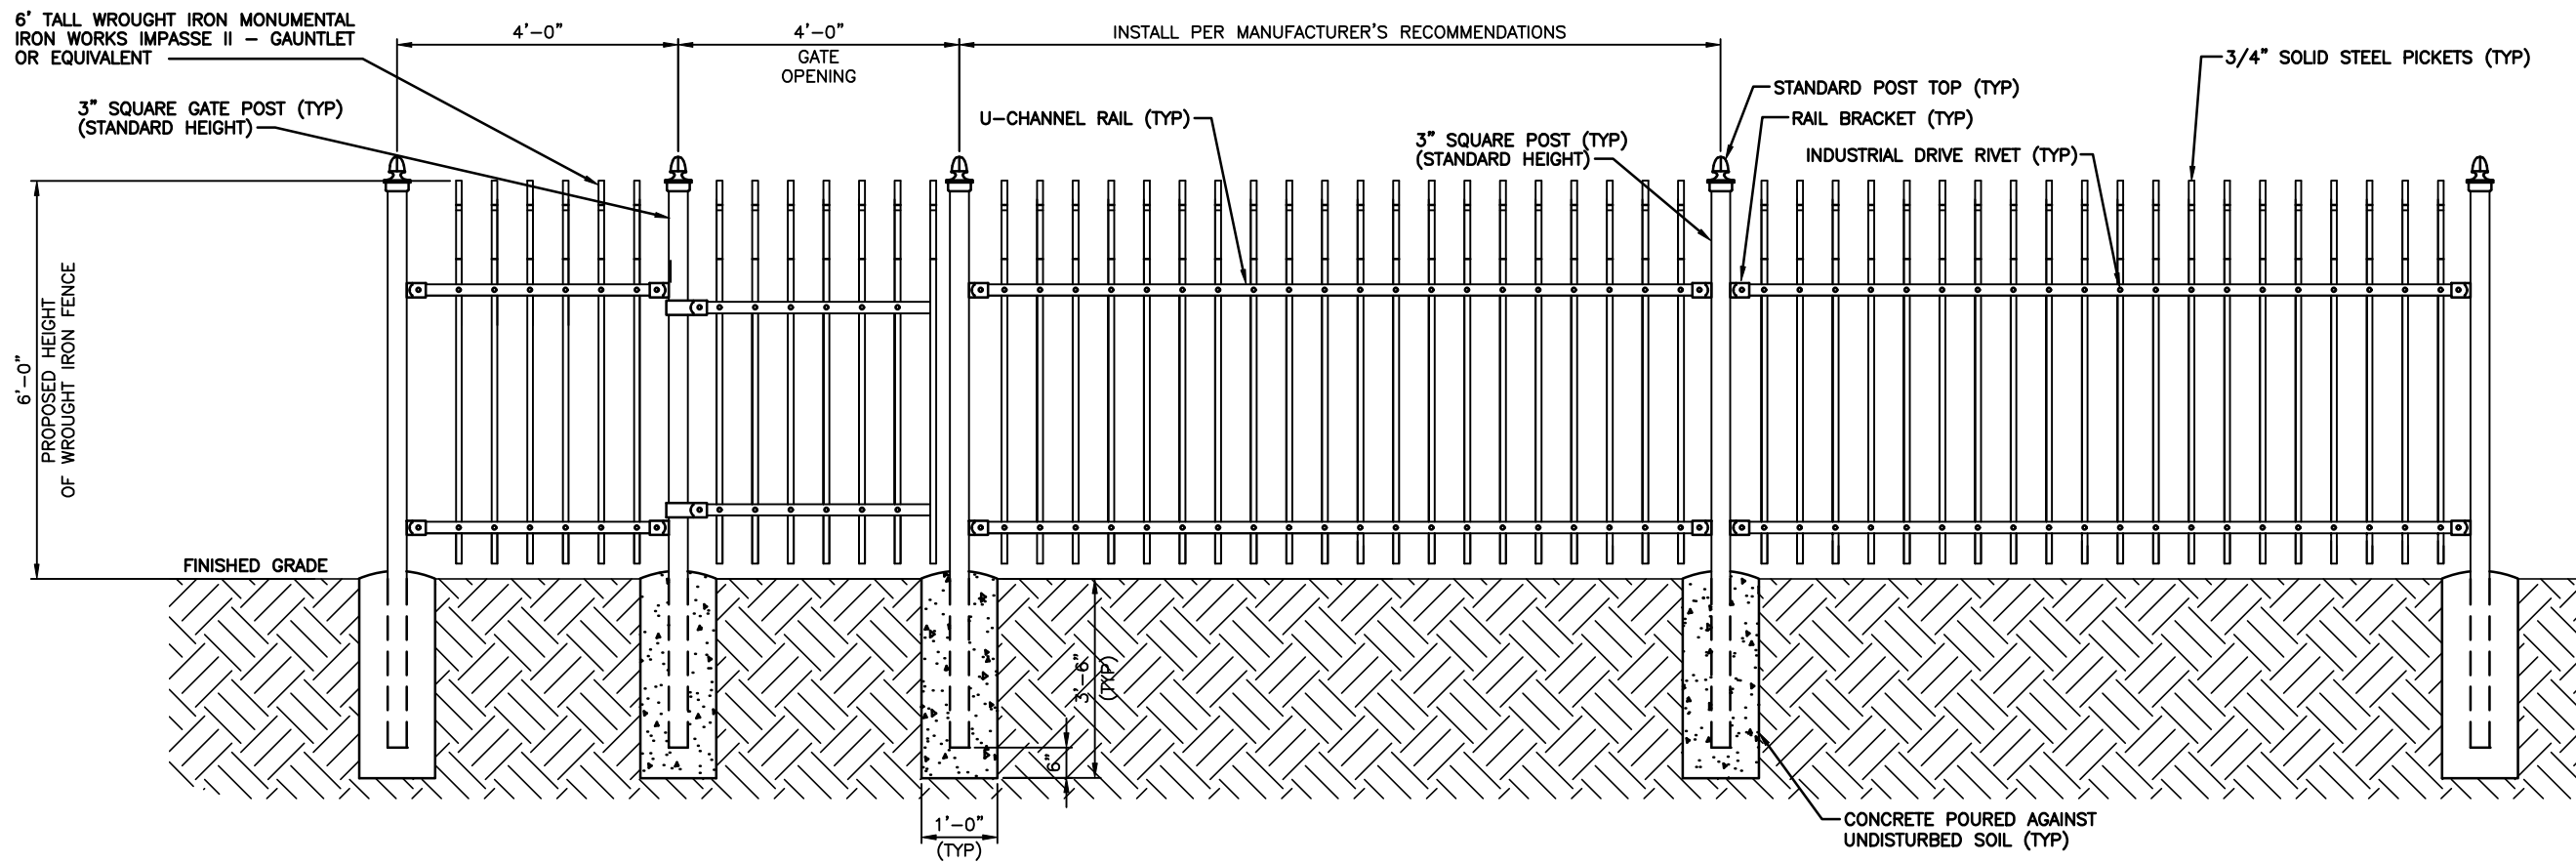 6' TALL WROUGHT IRON MONUMENTAL
IRON WORKS IMPASSE II – GAUNTLET
OR EQUIVALENT
4'–0"
4'–0"
GATE
OPENING
INSTALL PER MANUFACTURER'S RECOMMENDATIONS
3/4" SOLID STEEL PICKETS (TYP)
STANDARD POST TOP (TYP)
3" SQUARE GATE POST (TYP)
(STANDARD HEIGHT)
U–CHANNEL RAIL (TYP)
RAIL BRACKET (TYP)
3" SQUARE POST (TYP)
(STANDARD HEIGHT)
INDUSTRIAL DRIVE RIVET (TYP)
6'–0"
PROPOSED HEIGHT
OF WROUGHT IRON FENCE
FINISHED GRADE
3'–6"
(TYP)
6"
1'–0"
(TYP)
CONCRETE POURED AGAINST
UNDISTURBED SOIL (TYP)